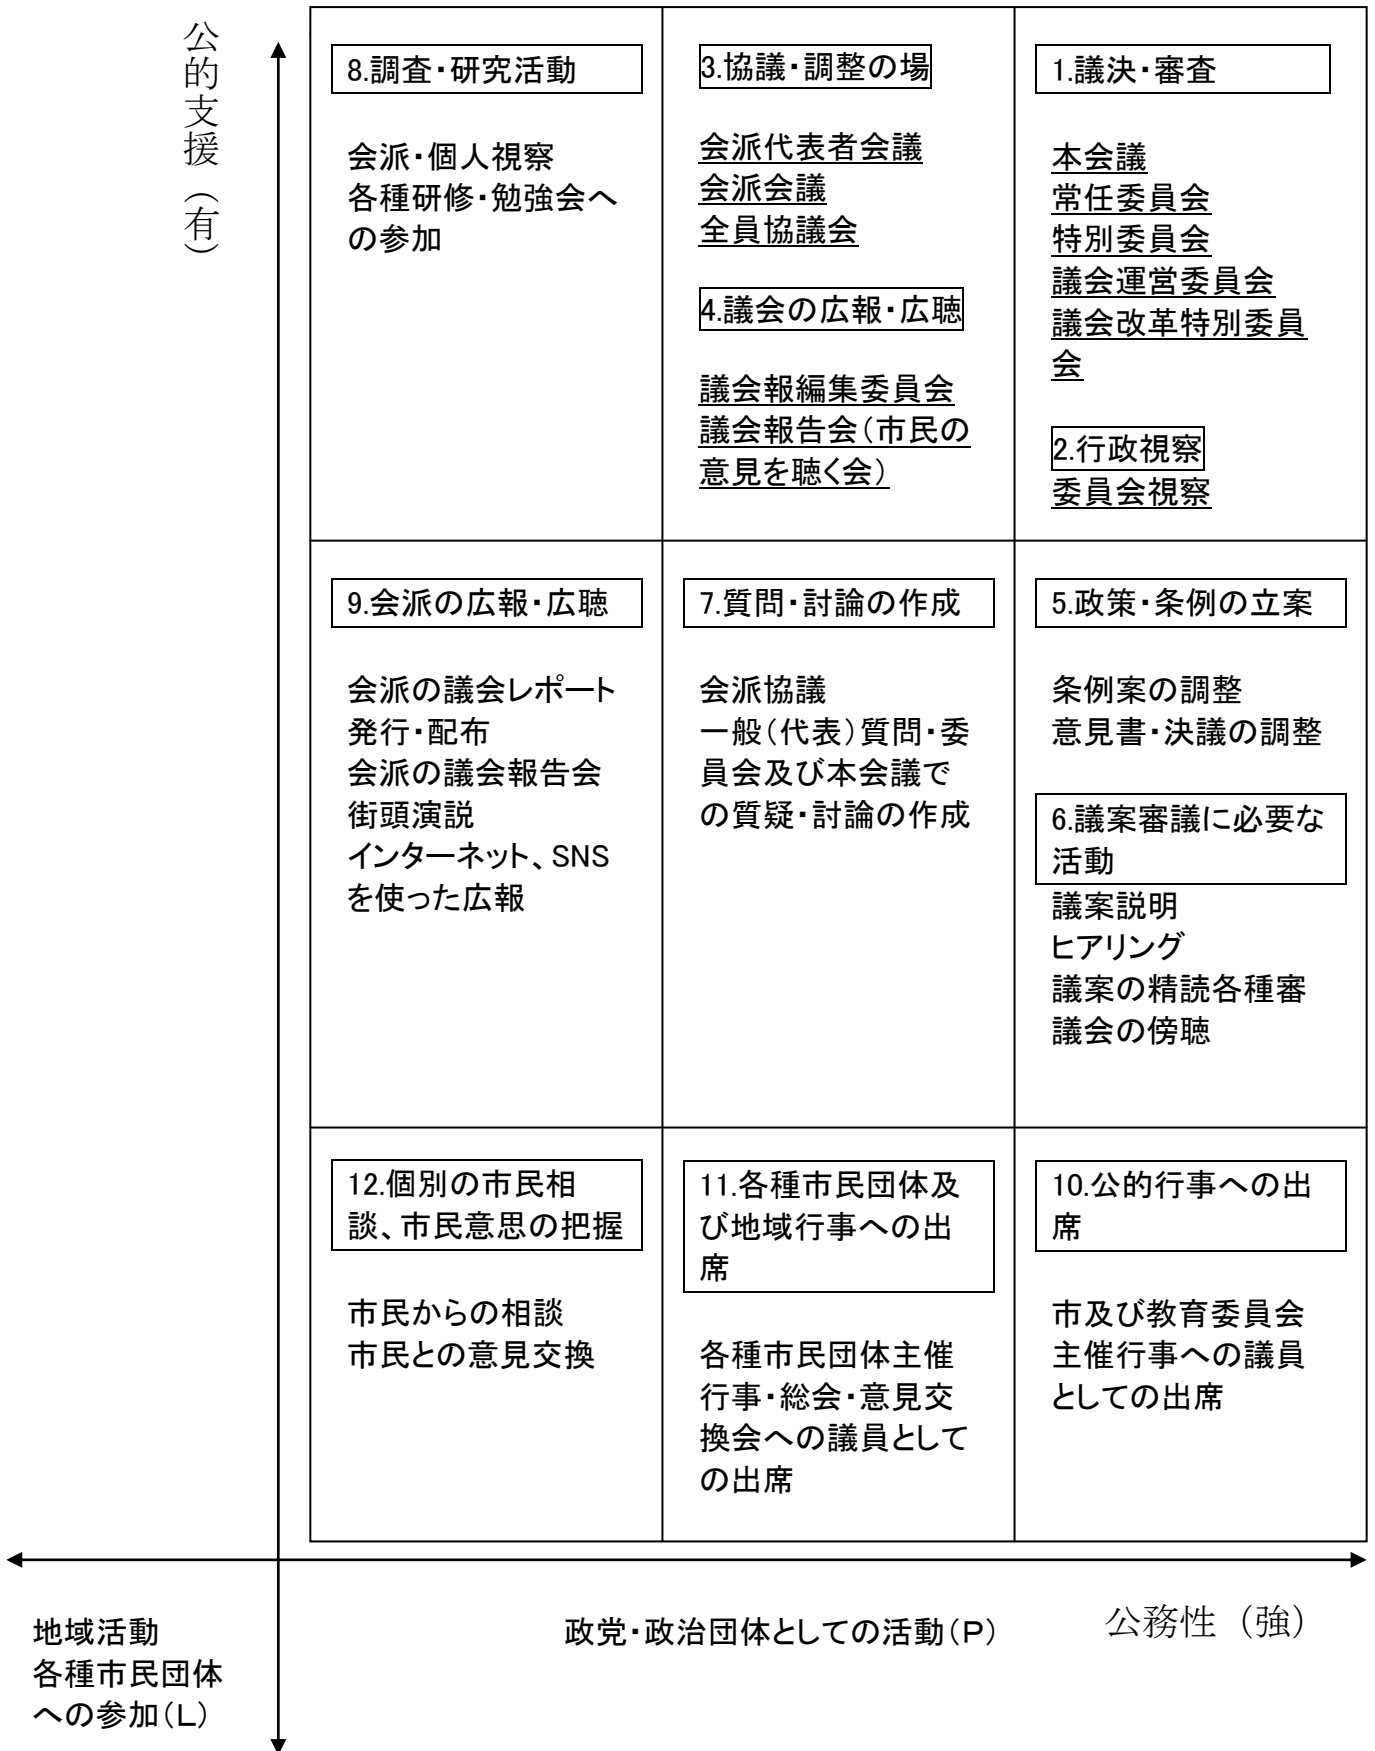 公的支援（有）
8.調査・研究活動
会派・個人視察
各種研修・勉強会へ
の参加
3.協議・調整の場
会派代表者会議
会派会議
全員協議会
4.議会の広報・広聴
議会報編集委員会
議会報告会（市民の
意見を聴く会）
1.議決・審査
本会議
常任委員会
特別委員会
議会運営委員会
議会改革特別委員
会
2.行政視察
委員会視察
9.会派の広報・広聴
会派の議会レポート
発行・配布
会派の議会報告会
街頭演説
インターネット、SNS
を使った広報
7.質問・討論の作成
会派協議
一般（代表）質問・委
員会及び本会議で
の質疑・討論の作成
5.政策・条例の立案
条例案の調整
意見書・決議の調整
6.議案審議に必要な
活動
議案説明
ヒアリング
議案の精読各種審
議会の傍聴
12.個別の市民相
談、市民意思の把握
市民からの相談
市民との意見交換
11.各種市民団体及
び地域行事への出
席
各種市民団体主催
行事・総会・意見交
換会への議員として
の出席
10.公的行事への出
席
市及び教育委員会
主催行事への議員
としての出席
地域活動
各種市民団体
への参加（L）
政党・政治団体としての活動（P）
公務性（強）